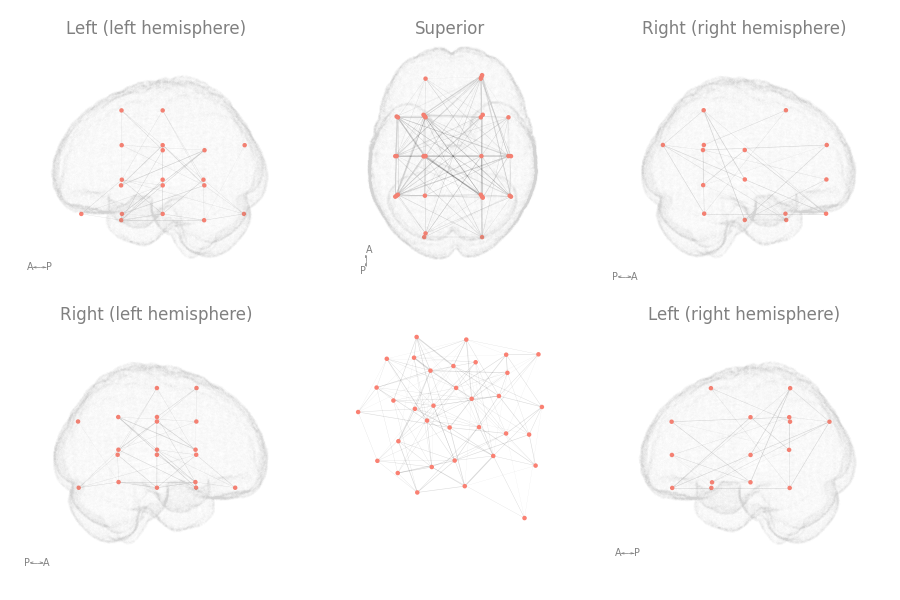 Left (left hemisphere)
Superior
Right (right hemisphere)
A
P
A P
P A
Right (left hemisphere)
Left (right hemisphere)
P A
A P